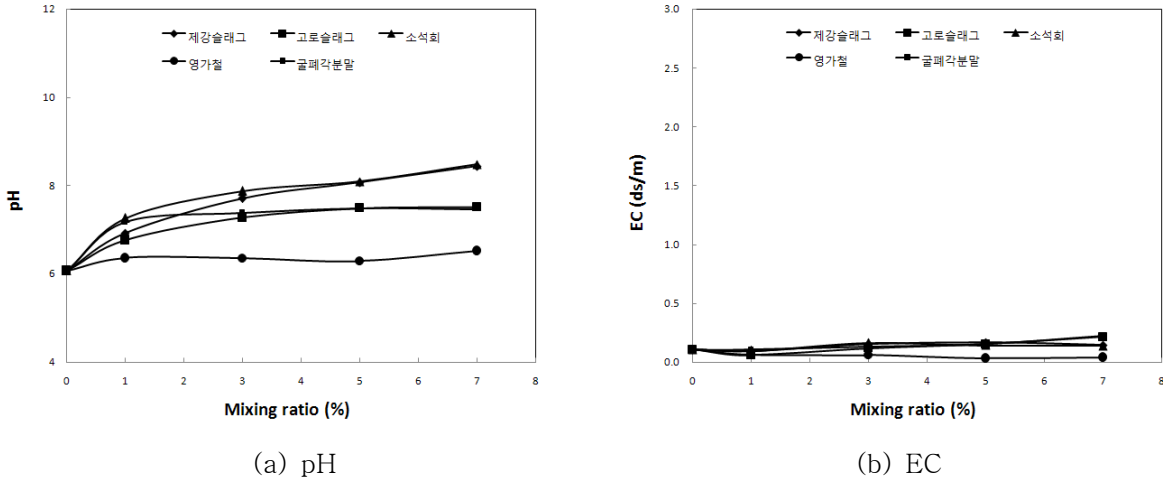 12
10
8
6
4
pH
제강슬래그 고로슬래그 소석회
영가철 굴폐각분말
0 1 2 3 4 5 6 7 8
Mixing ratio (%)
(a) pH
3.0
2.5
2.0
1.5
1.0
0.5
0.0
EC (ds/m)
제강슬래그 고로슬래그 소석회
영가철 굴폐각분말
0 1 2 3 4 5 6 7 8
Mixing ratio (%)
(b) EC